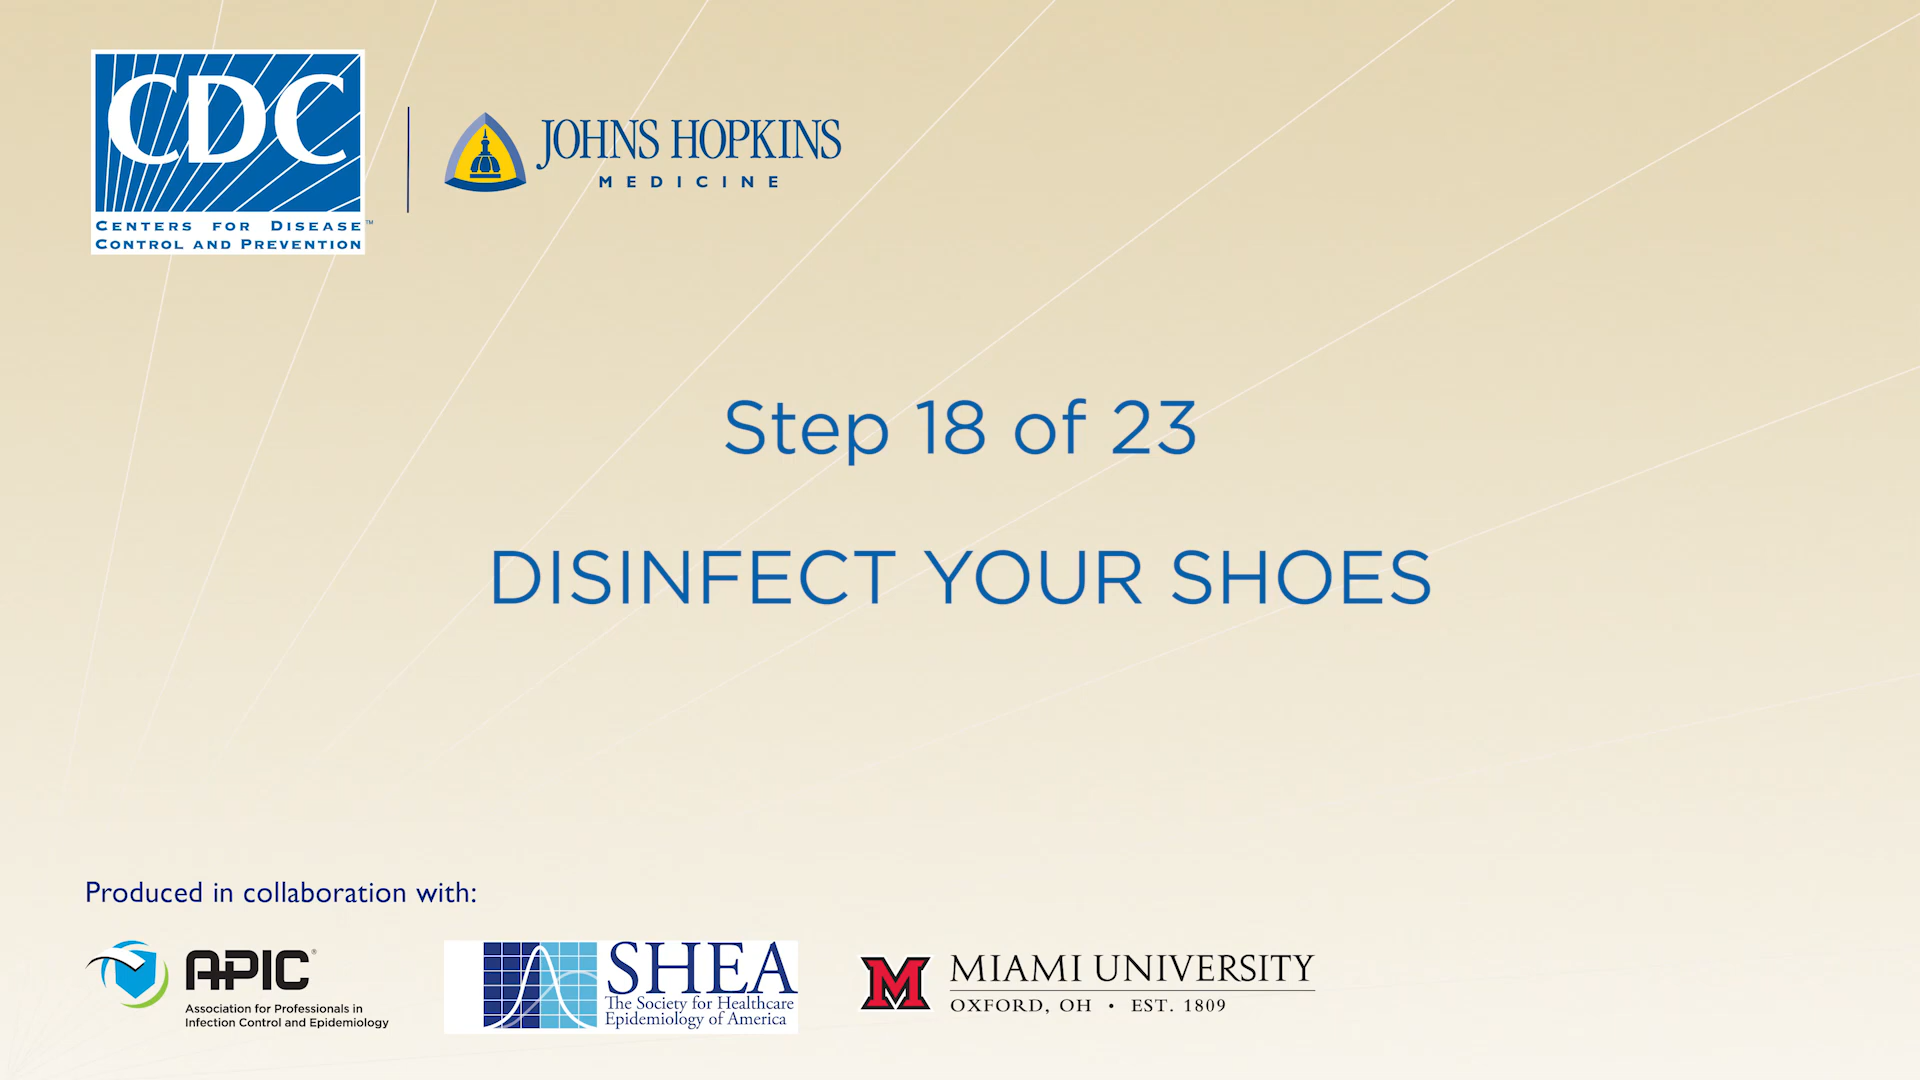 CDC
CENTERS FOR DISEASE™
CONTROL AND PREVENTION
JOHNS HOPKINS
MEDICINE
Step 18 of 23
DISINFECT YOUR SHOES
Produced in collaboration with:
APIC®
Association for Professionals in
Infection Control and Epidemiology
SHEA
The Society for Healthcare
Epidemiology of America
M
MIAMI UNIVERSITY
OXFORD, OH • EST. 1809